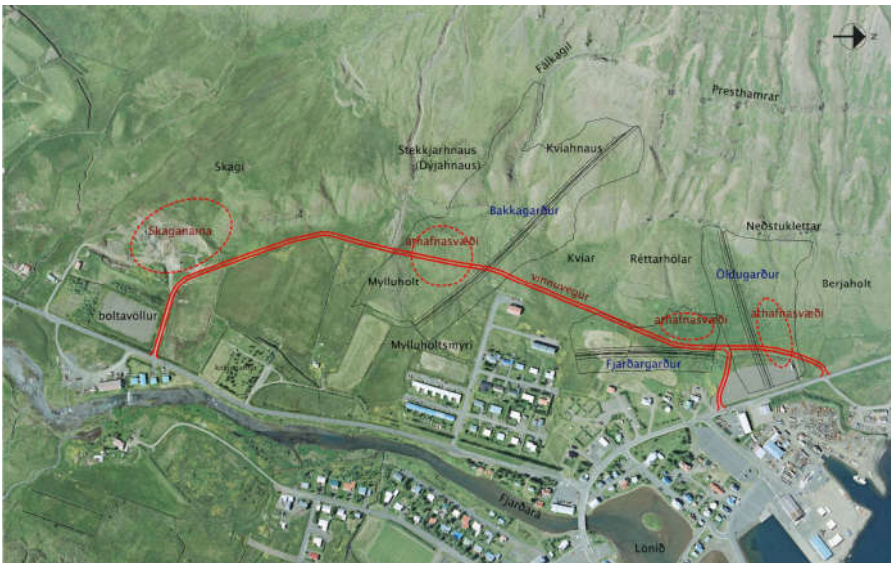 N
Fálkagil
Presthamrar
Stekkjarhnaus
(Dýjahnaus)
Kvíahnaus
Skagi
Bakkagarður
Skaganáma
Neðstuklettar
athafnasvæði
Kvíar
Réttarhólar
Öldugarður
Mylluholt
vinnuvegur
Berjaholt
boltavöllur
athafnasvæði
athafnasvæði
Mylluholtsmýri
Fjarðargarður
Fjarðará
Lónið